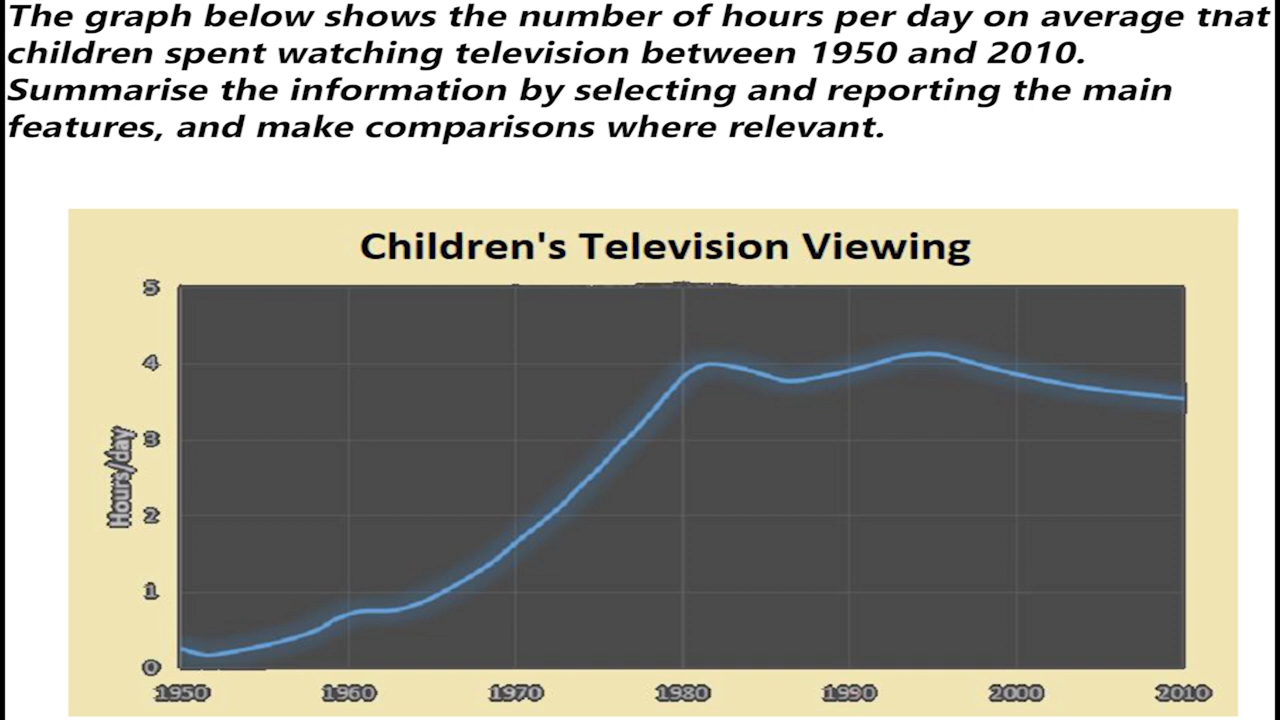 The graph below shows the number of hours per day on average that
children spent watching television between 1950 and 2010.
Summarise the information by selecting and reporting the main
features, and make comparisons where relevant.
Children's Television Viewing
5
4
3
2
1
0
Hours/day
1950 1960 1970 1980 1990 2000 2010